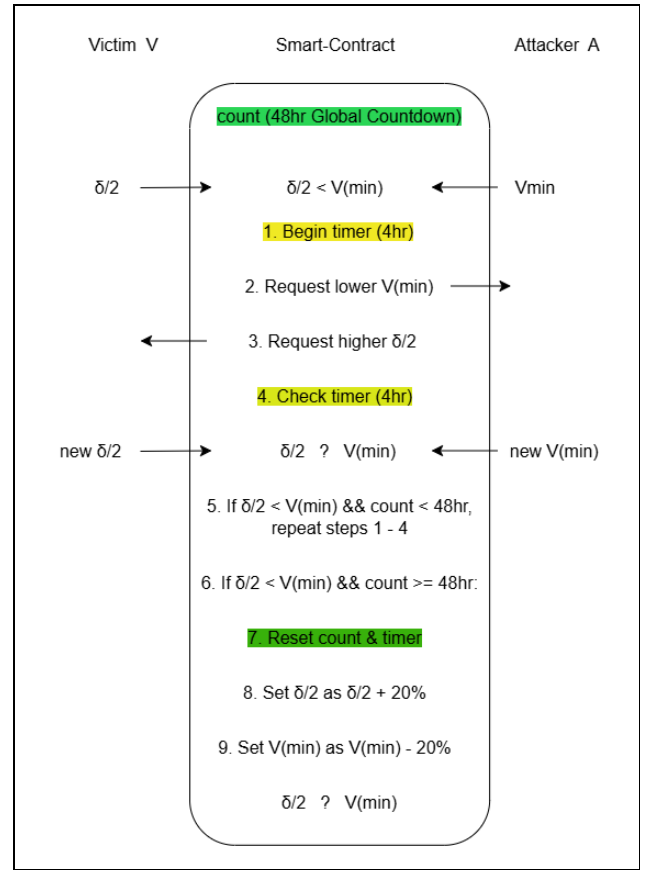 Victim V Smart-Contract Attacker A
count (48hr Global Countdown)
δ/2 δ/2 < V(min) Vmin
1. Begin timer (4hr)
2. Request lower V(min)
3. Request higher δ/2
4. Check timer (4hr)
new δ/2 δ/2 ? V(min) new V(min)
5. If δ/2 < V(min) && count < 48hr,
repeat steps 1 - 4
6. If δ/2 < V(min) && count >= 48hr:
7. Reset count & timer
8. Set δ/2 as δ/2 + 20%
9. Set V(min) as V(min) - 20%
δ/2 ? V(min)